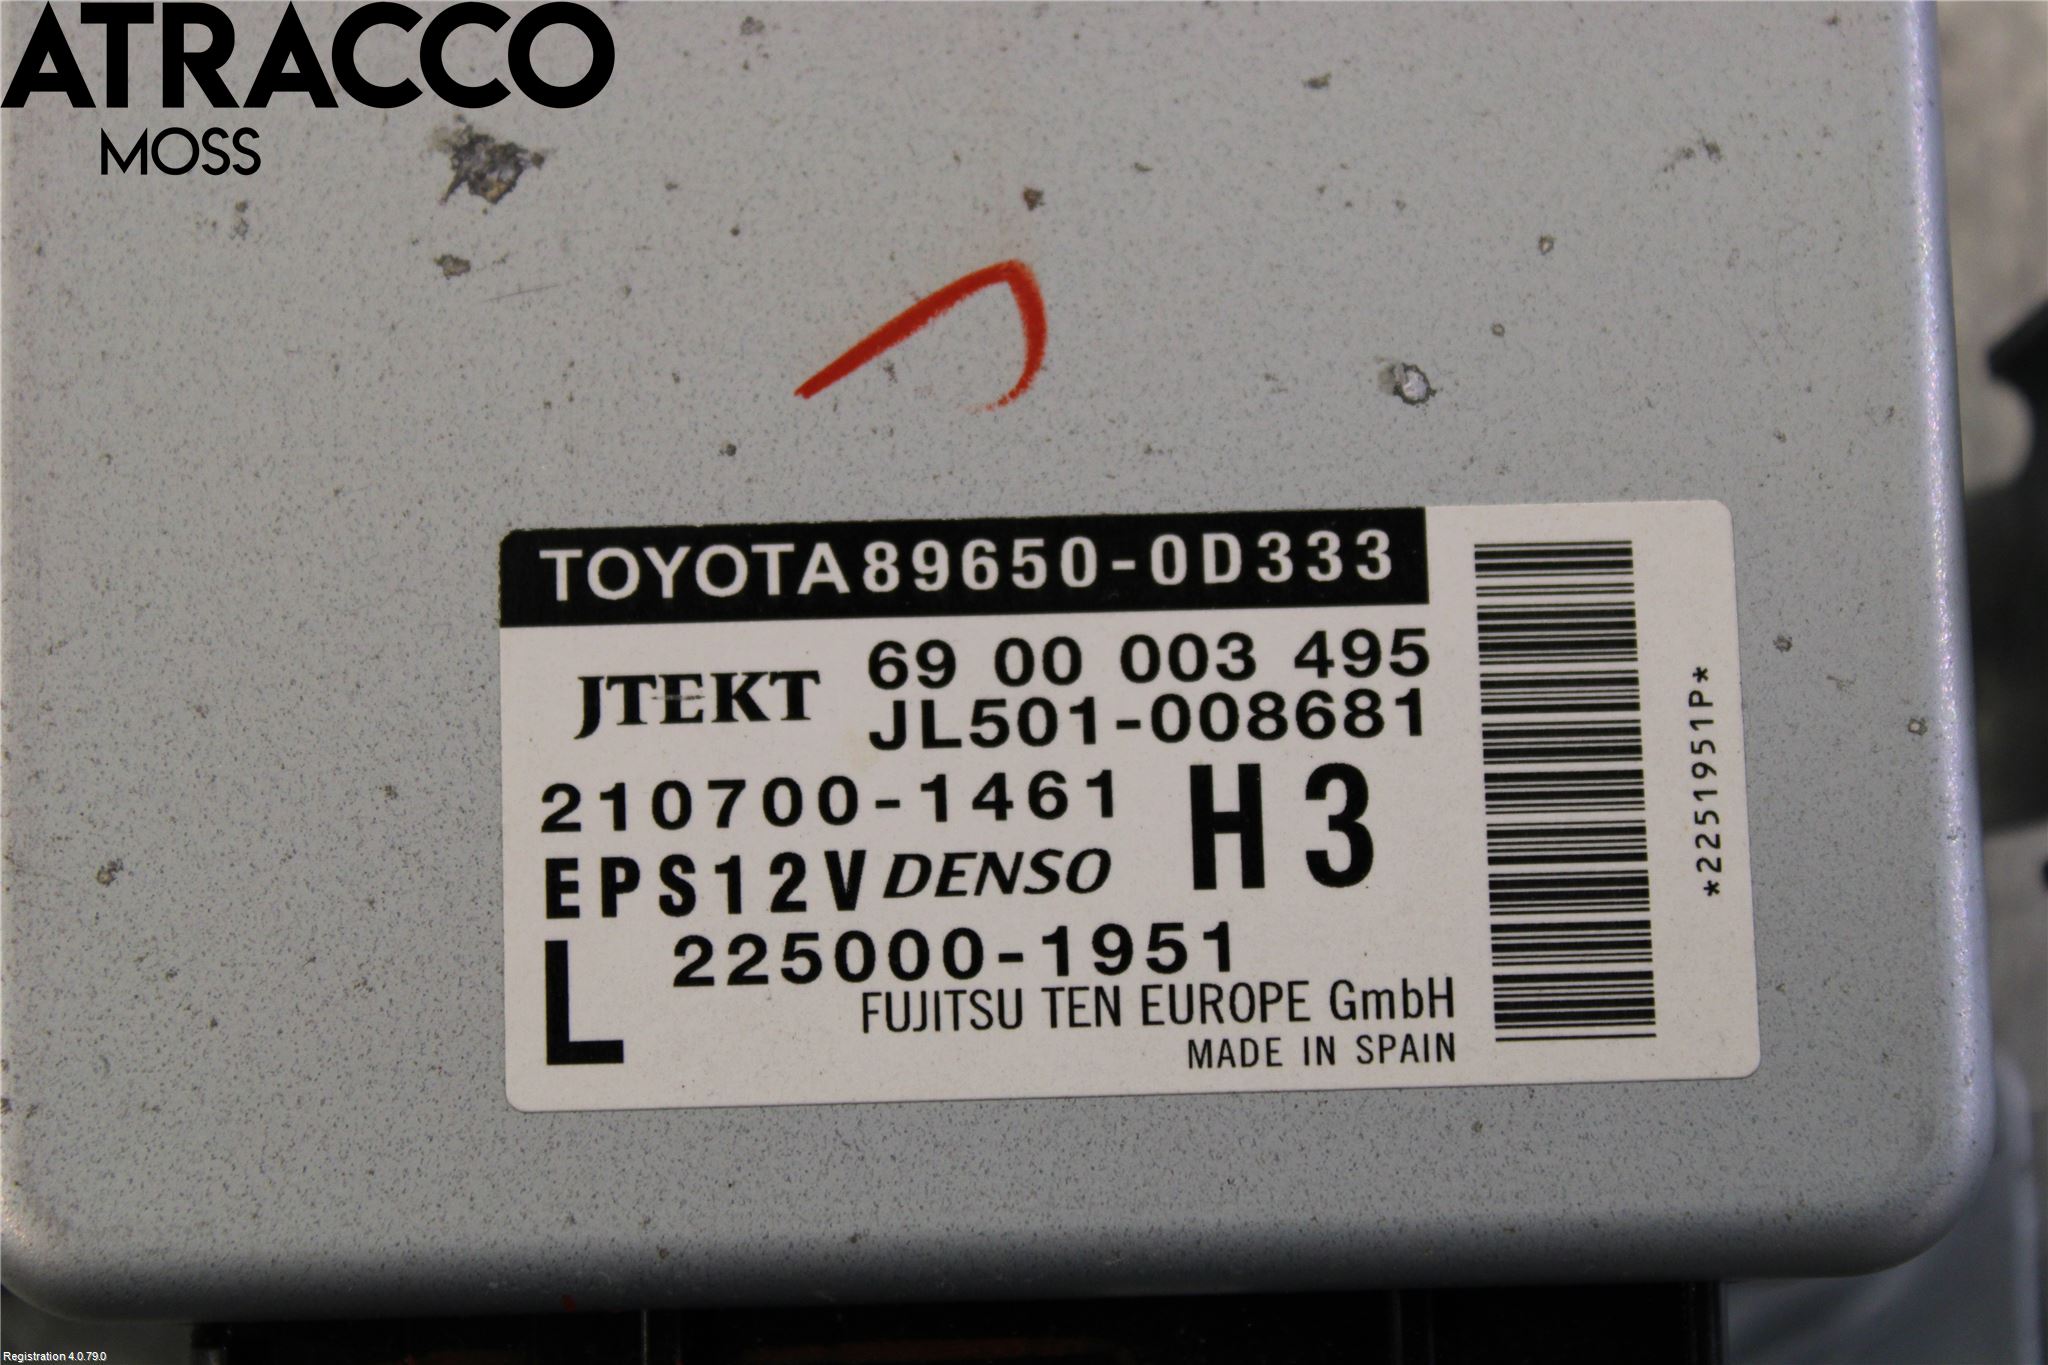 ATRACCO
MOSS
TOYOTA 89650-0D333
JTEKT
69 00 003 495
JL501-008681
210700-1461
H3
EPS12V DENSO
L
225000-1951
FUJITSU TEN EUROPE GmbH
MADE IN SPAIN
*2251951P*
Registration 4.0.79.0